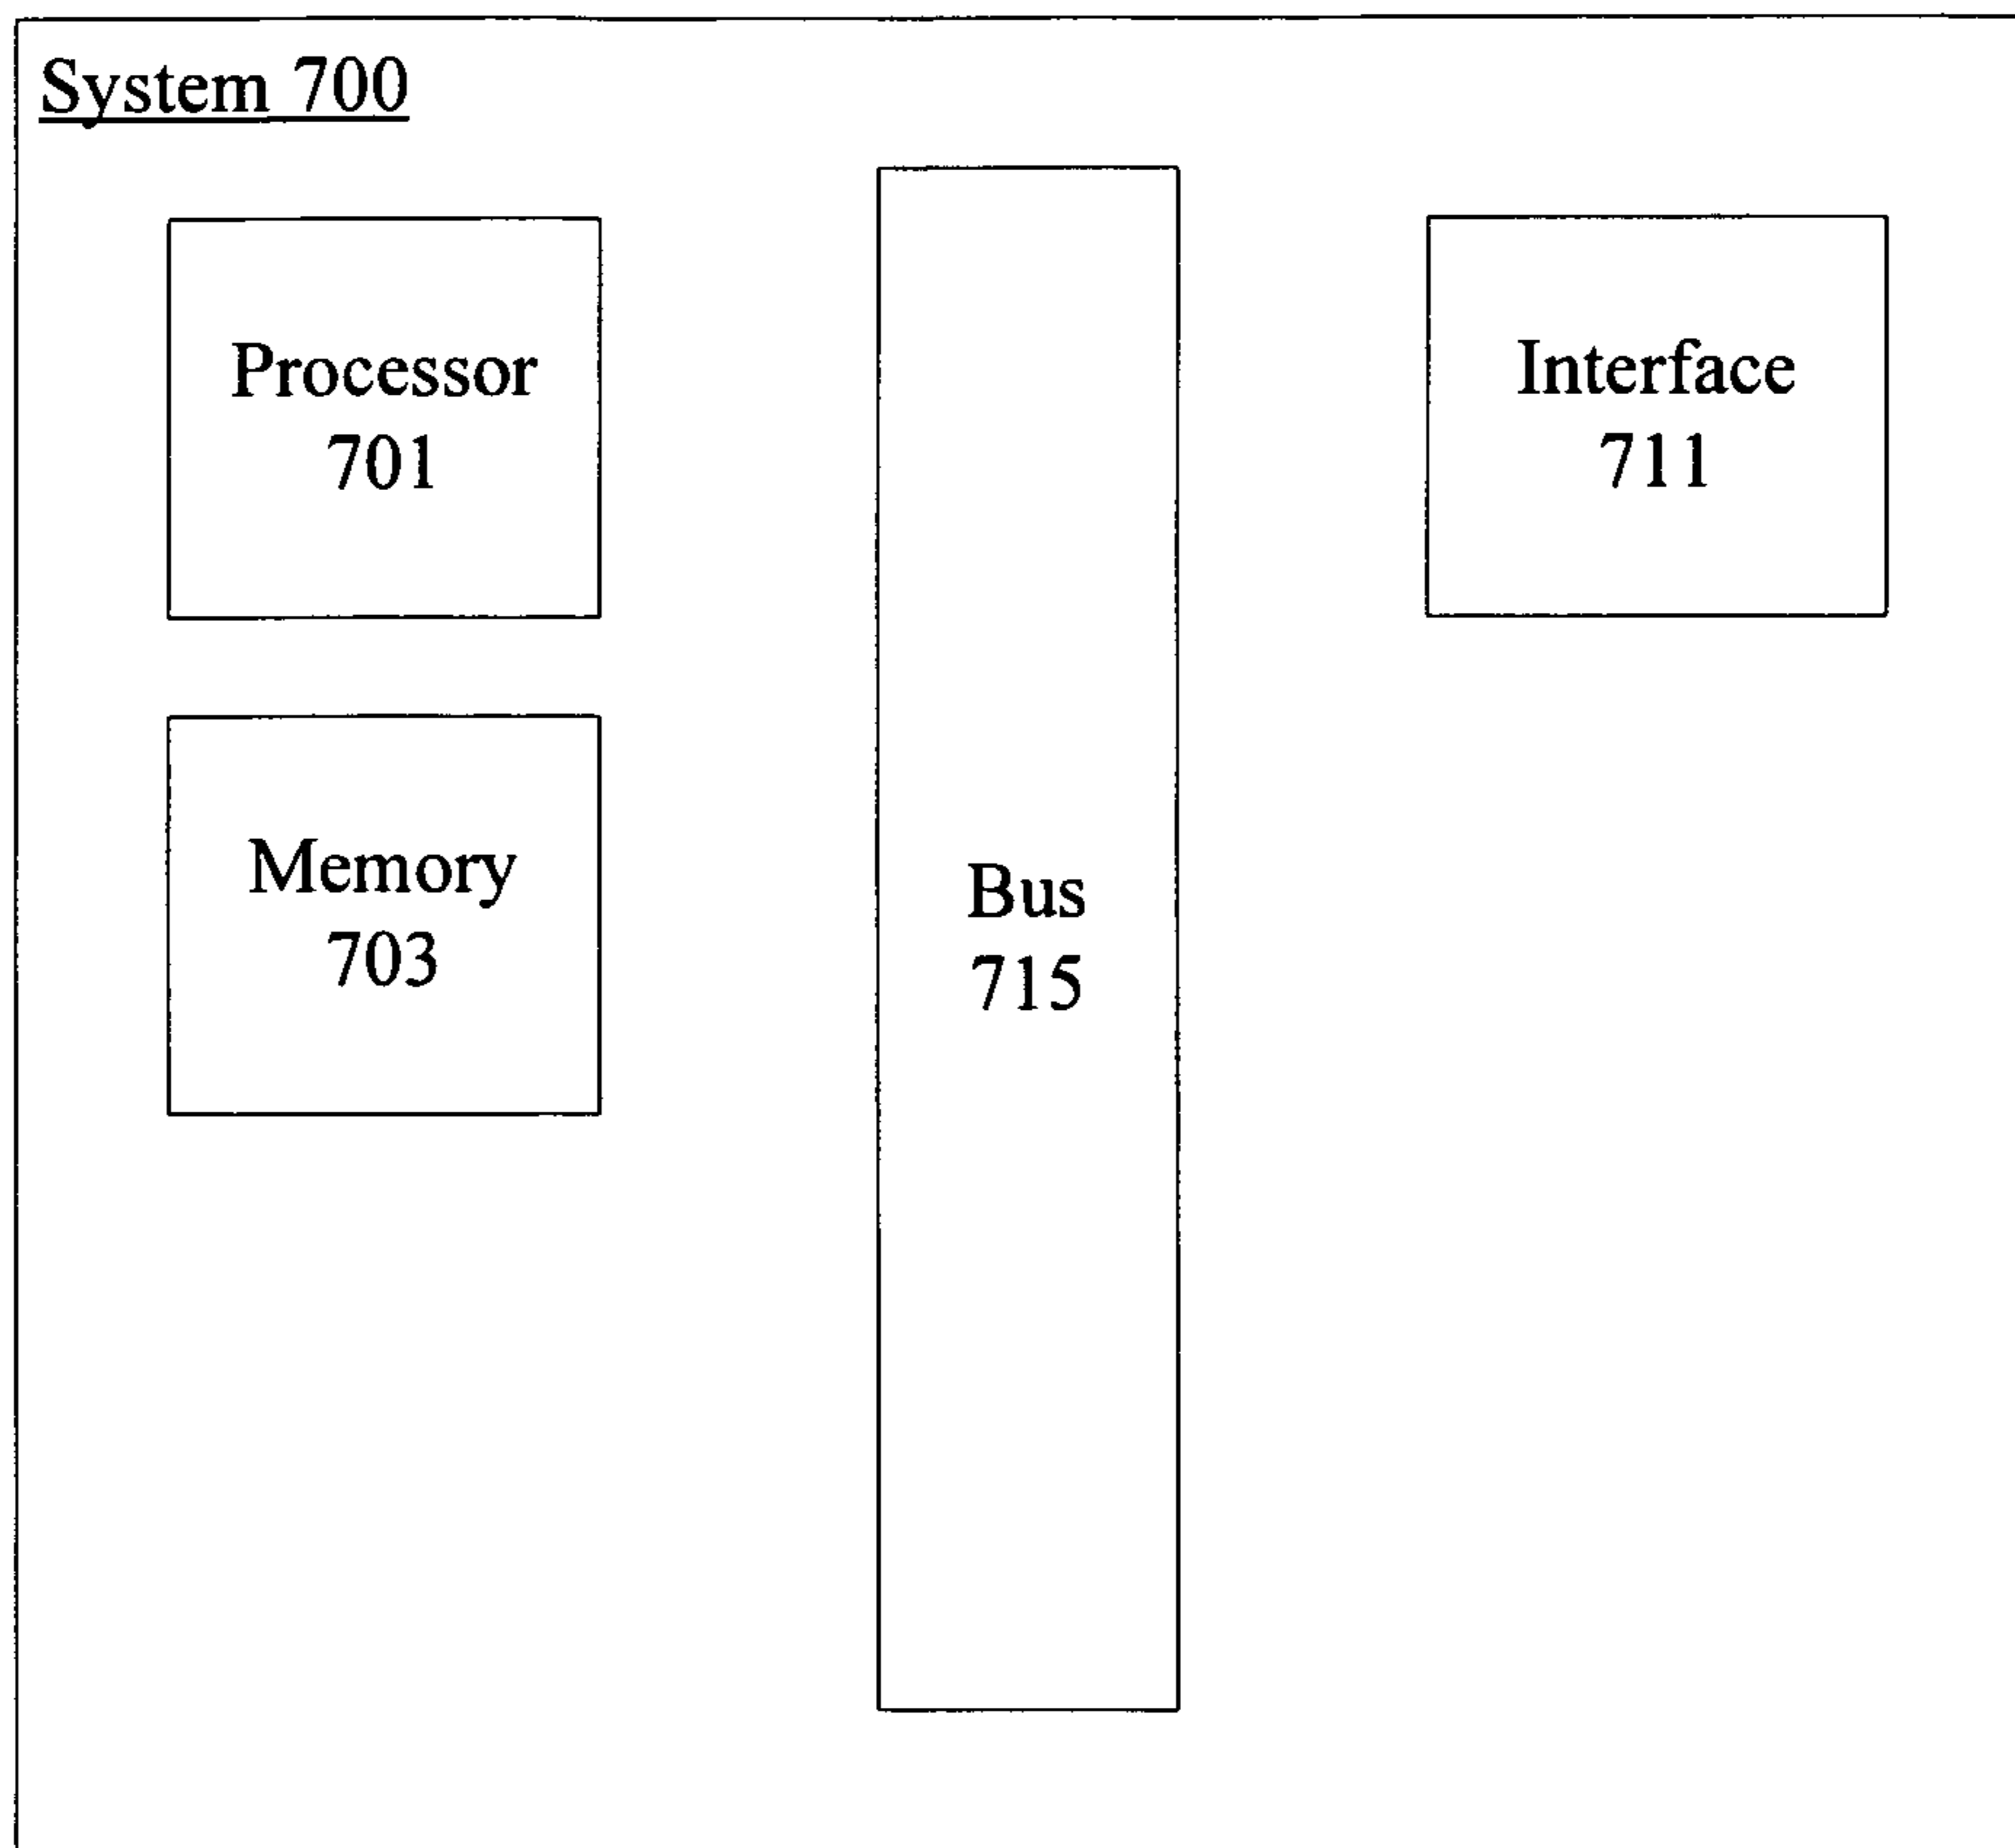 System 700
Processor
701
Interface
711
Memory
703
Bus
715